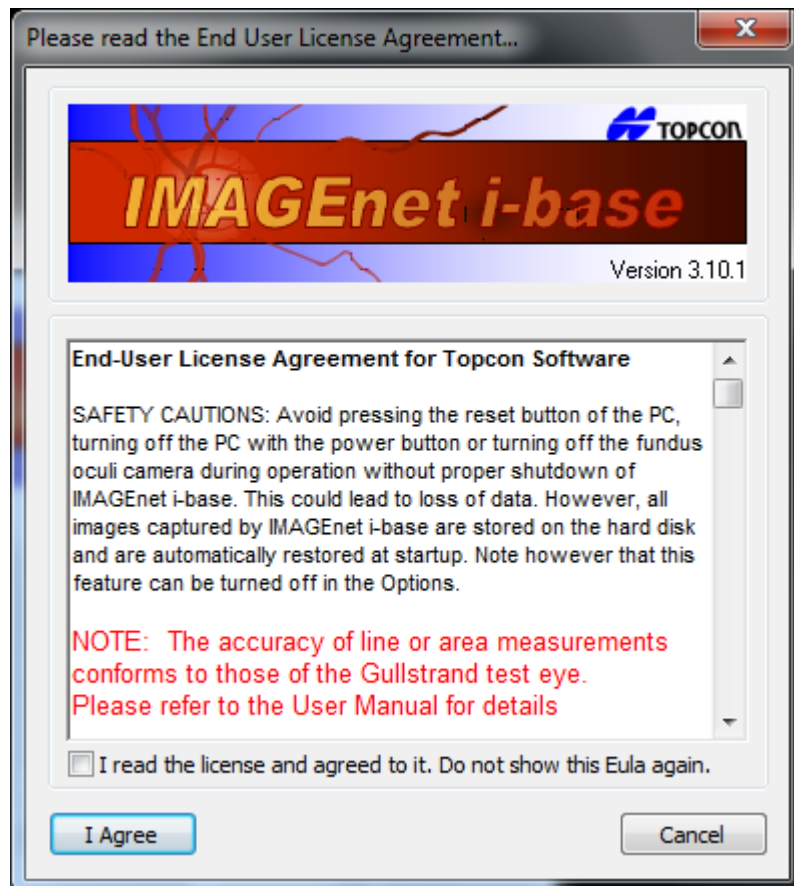 Please read the End User License Agreement...
TOPCON
IMAGEnet i-base
Version 3.10.1
End-User License Agreement for Topcon Software
SAFETY CAUTIONS: Avoid pressing the reset button of the PC,
turning off the PC with the power button or turning off the fundus
oculi camera during operation without proper shutdown of
IMAGEnet i-base. This could lead to loss of data. However, all
images captured by IMAGEnet i-base are stored on the hard disk
and are automatically restored at startup. Note however that this
feature can be turned off in the Options.
NOTE: The accuracy of line or area measurements
conforms to those of the Gullstrand test eye.
Please refer to the User Manual for details
I read the license and agreed to it. Do not show this Eula again.
I Agree
Cancel